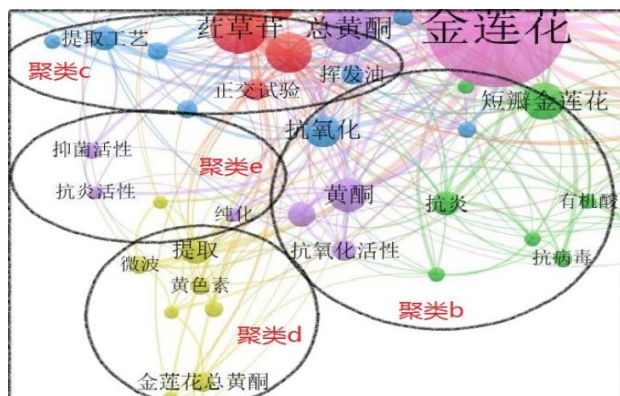 金莲花
荭草苷
总黄酮
提取工艺
聚类c
挥发油
正交试验
短瓣金莲花
抗氧化
抑菌活性
聚类e
抗炎活性
黄酮
抗炎
有机酸
纯化
提取
抗氧化活性
抗病毒
微波
黄色素
聚类b
聚类d
金莲花总黄酮